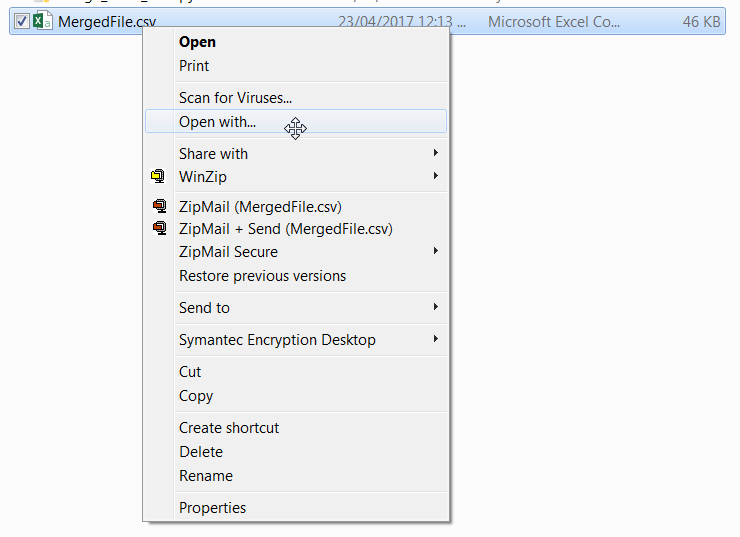 MergedFile.csv 23/04/2017 12:13 ... Microsoft Excel Co... 46 KB
Open
Print
Scan for Viruses...
Open with...
Share with
WinZip
ZipMail (MergedFile.csv)
ZipMail + Send (MergedFile.csv)
ZipMail Secure
Restore previous versions
Send to
Symantec Encryption Desktop
Cut
Copy
Create shortcut
Delete
Rename
Properties